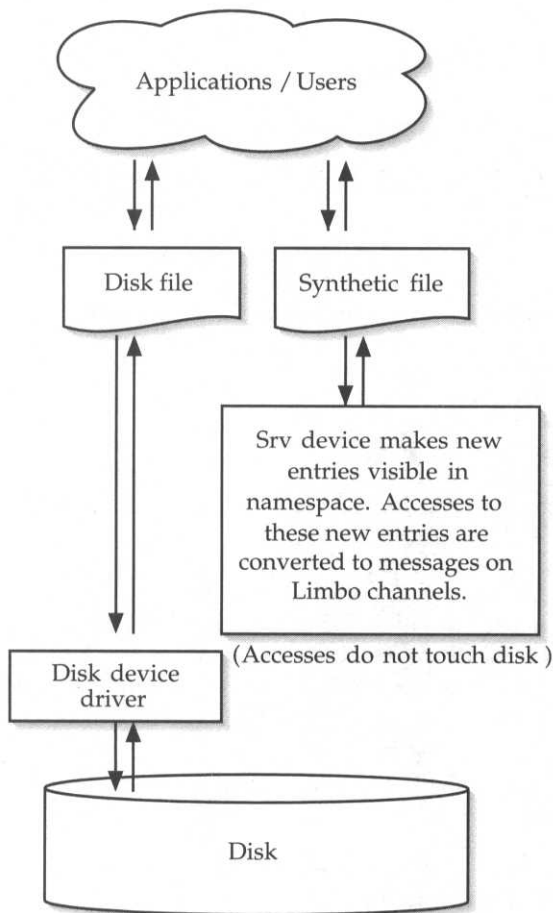 Applications / Users
Disk file
Synthetic file
Srv device makes new
entries visible in
namespace. Accesses to
these new entries are
converted to messages on
Limbo channels.
(Accesses do not touch disk )
Disk device
driver
Disk